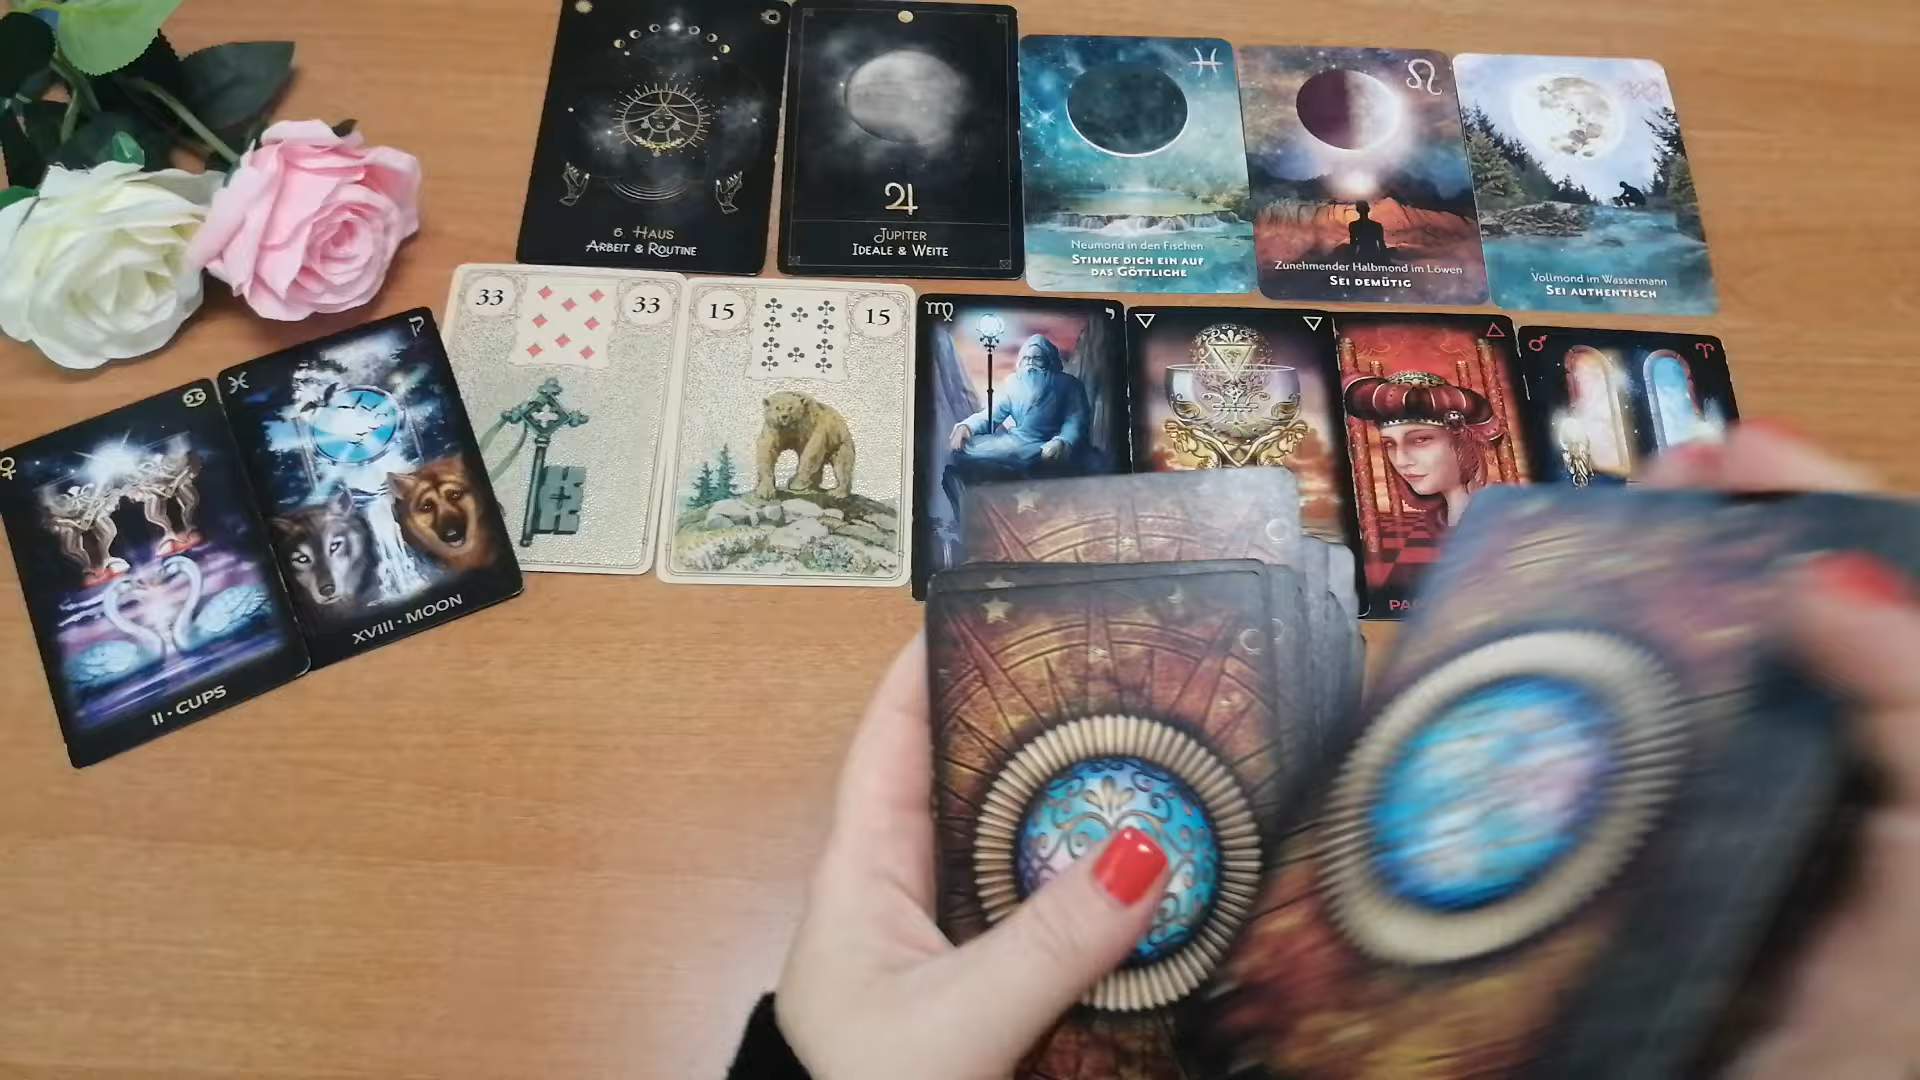 6. HAUS
ARBEIT & ROUTINE
JUPITER
IDEALE & WEITE
Neumond in den Fischen
STIMME DICH EIN AUF
DAS GÖTTLICHE
Zunehmender Halbmond im Löwen
SEI DEMÜTIG
Vollmond im Wassermann
SEI AUTHENTISCH
33 33
15 15
II • CUPS
XVIII • MOON